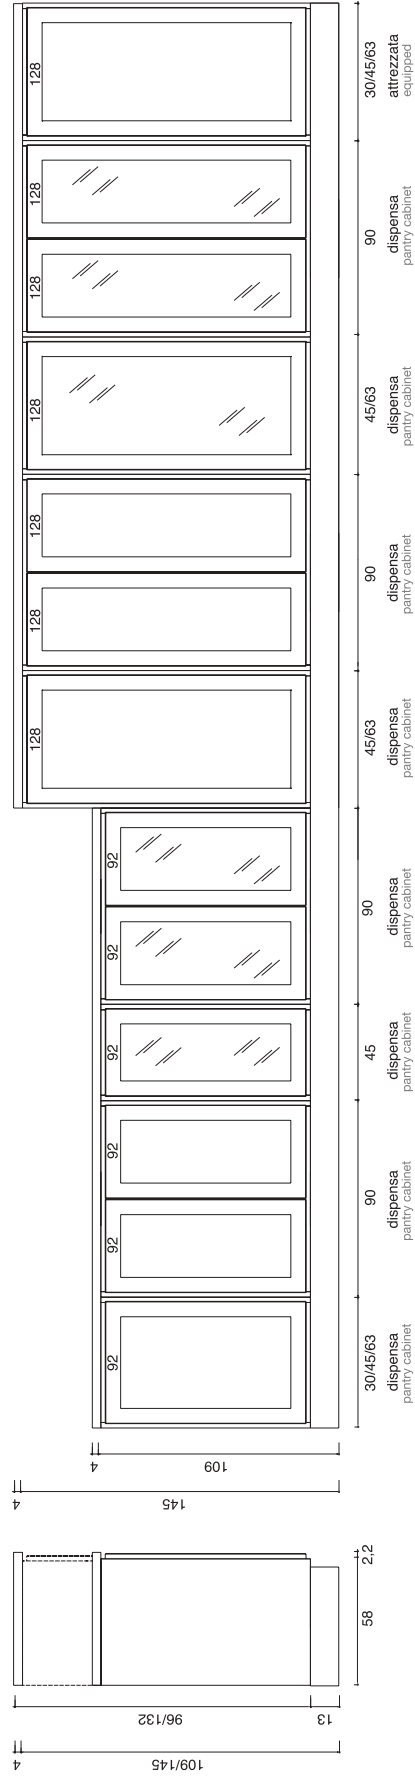 4
109/145
96/132
13
58
2,2
4
145
4
109
92
92
92
92
92
92
128
128
128
128
128
128
128
30/45/63
dispensa
pantry cabinet
90
dispensa
pantry cabinet
45
dispensa
pantry cabinet
90
dispensa
pantry cabinet
45/63
dispensa
pantry cabinet
90
dispensa
pantry cabinet
45/63
dispensa
pantry cabinet
90
dispensa
pantry cabinet
30/45/63
attrezzata
equipped